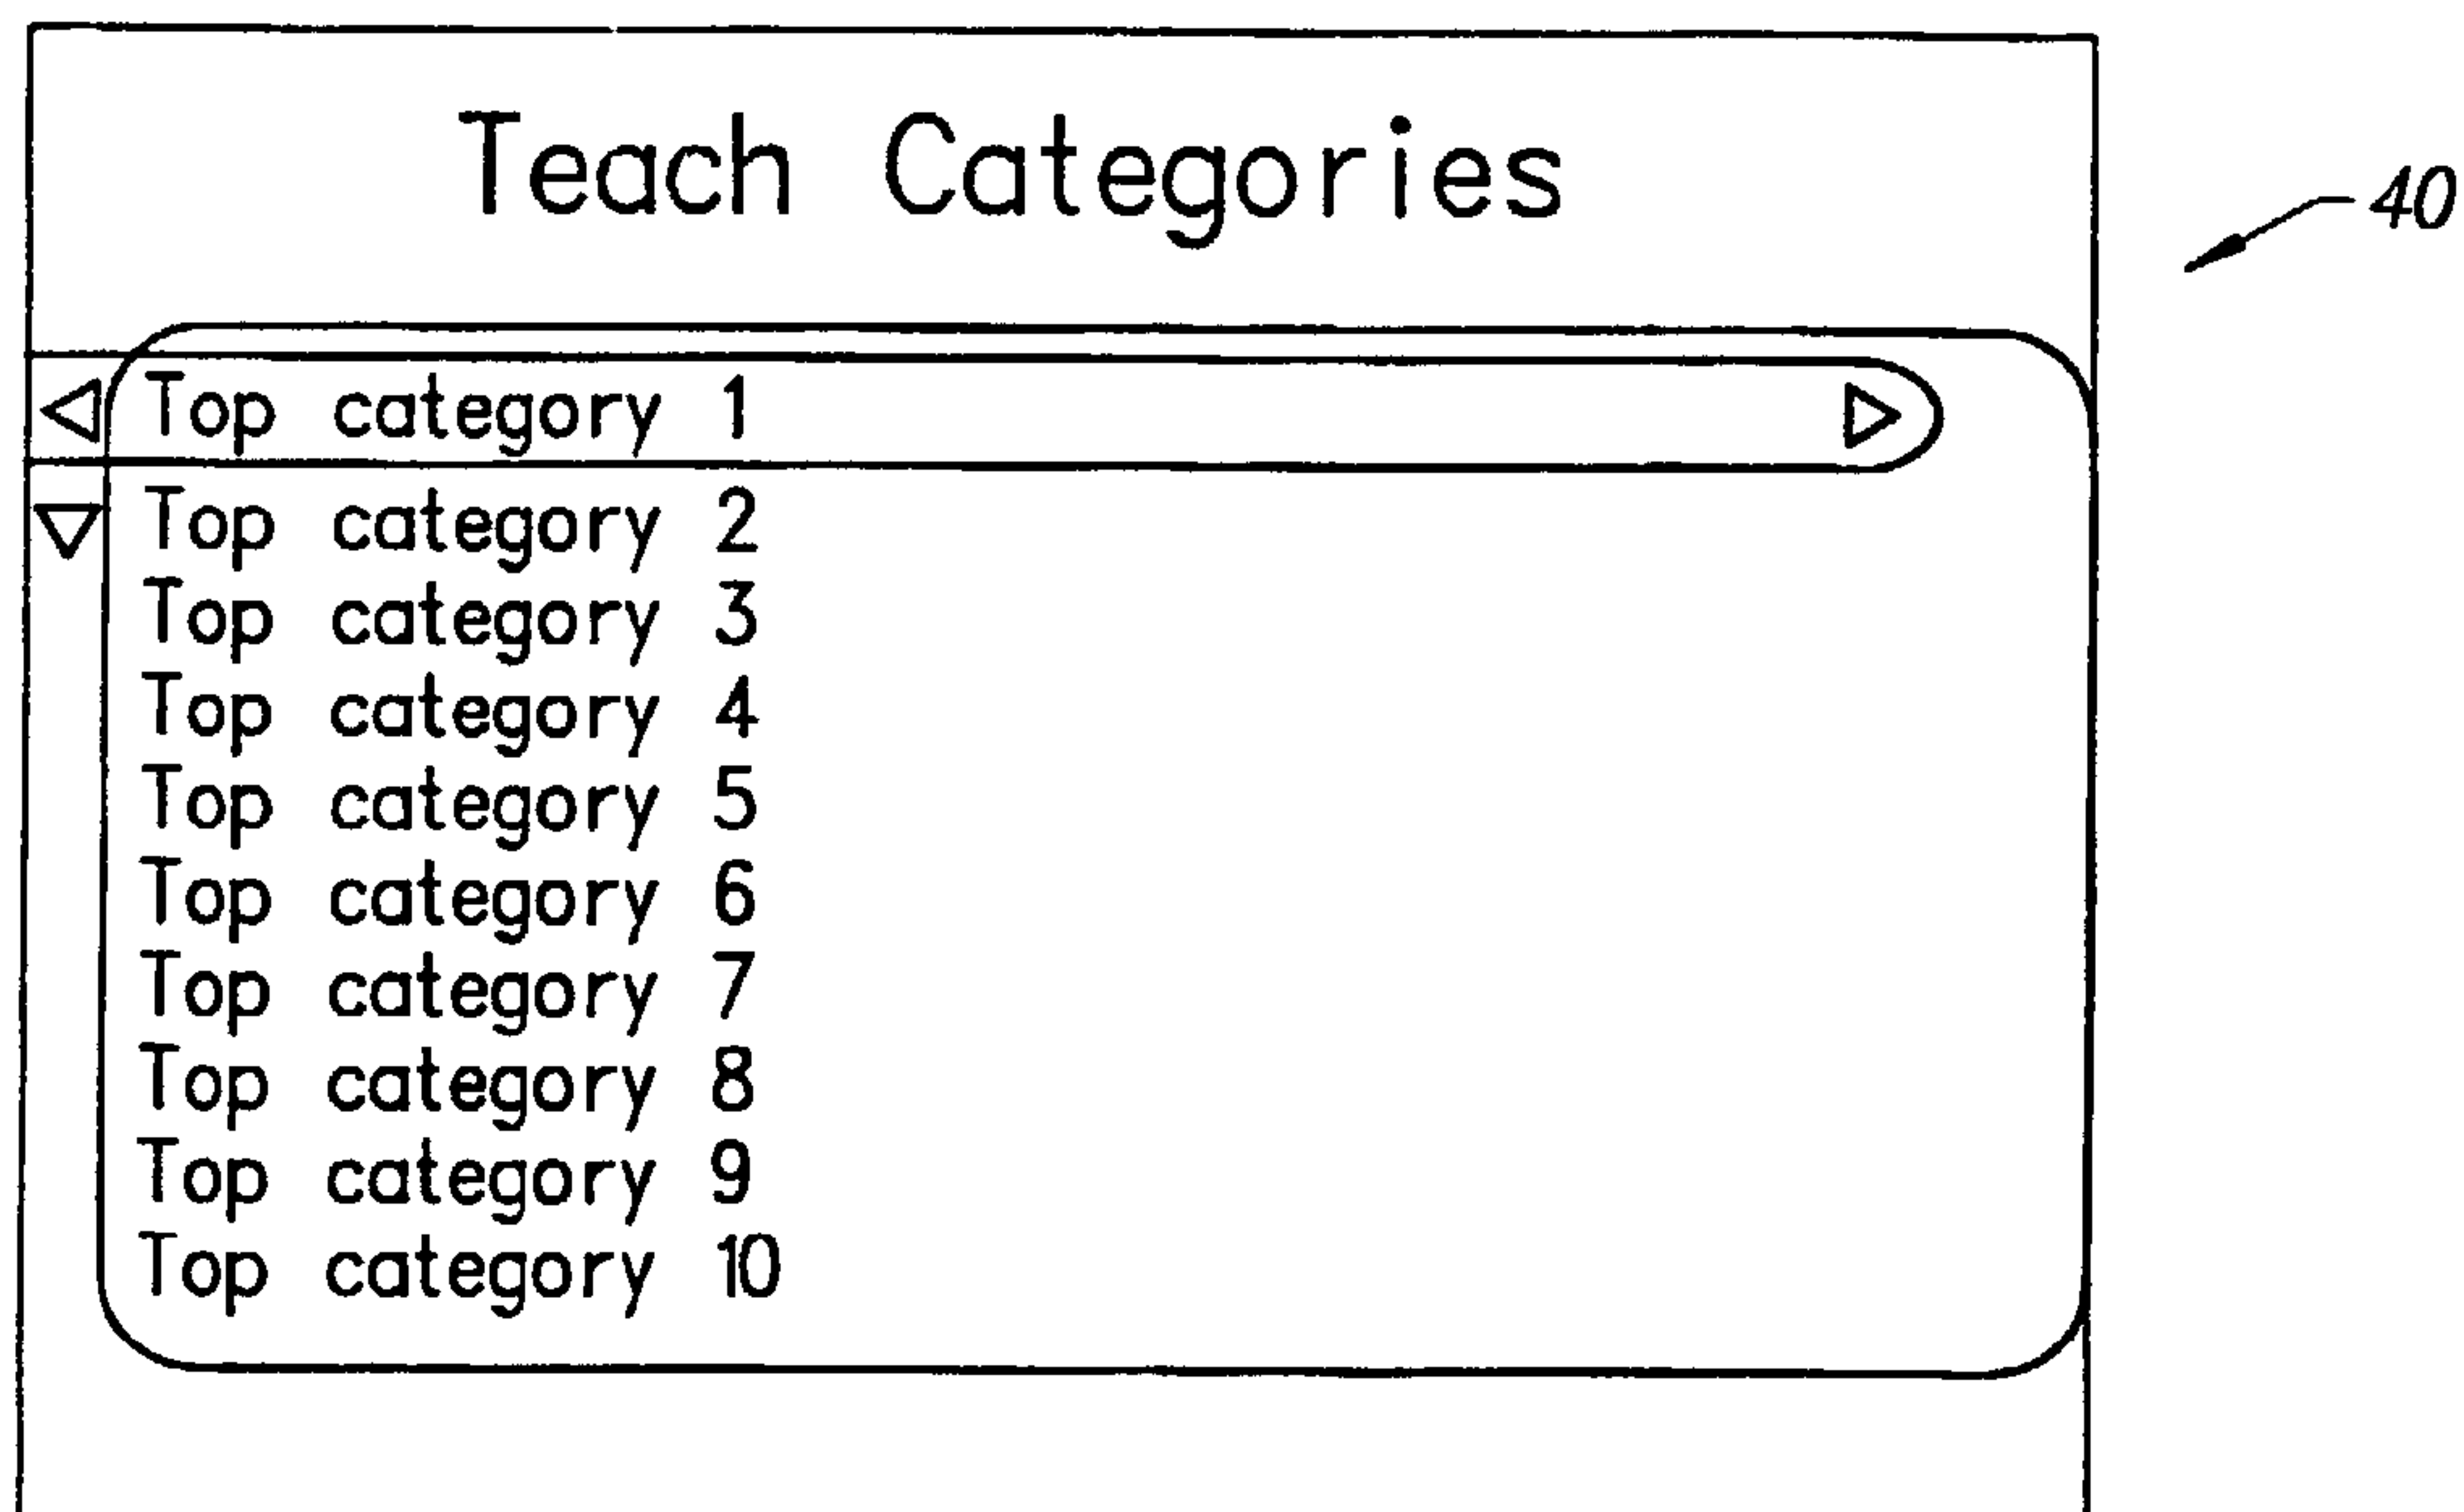 Teach Categories
40
Top category 1
Top category 2
Top category 3
Top category 4
Top category 5
Top category 6
Top category 7
Top category 8
Top category 9
Top category 10